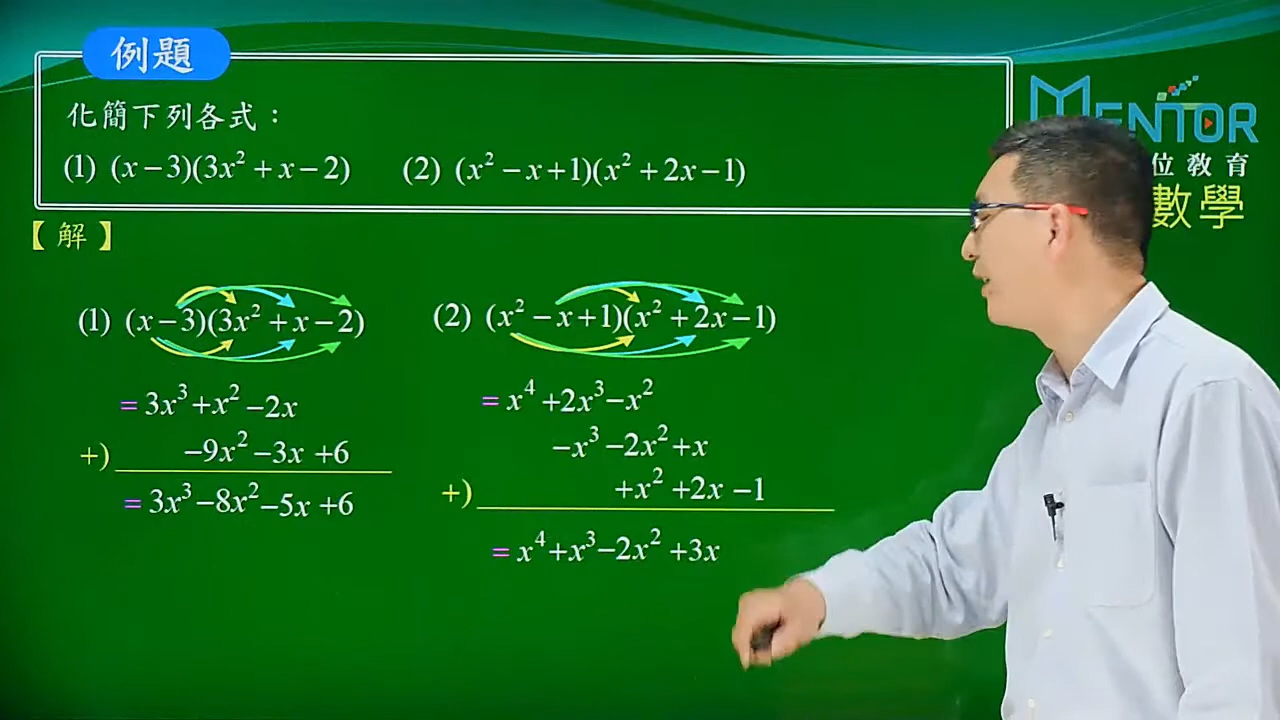 例題
化簡下列各式：
(1) (x−3)(3x²+x−2) (2) (x²−x+1)(x²+2x−1)
MENTOR
位教育
數學
【解】
(1) (x−3)(3x²+x−2)
=3x³+x²−2x
+) −9x²−3x+6
=3x³−8x²−5x+6
(2) (x²−x+1)(x²+2x−1)
=x⁴+2x³−x²
−x³−2x²+x
+) +x²+2x−1
=x⁴+x³−2x²+3x